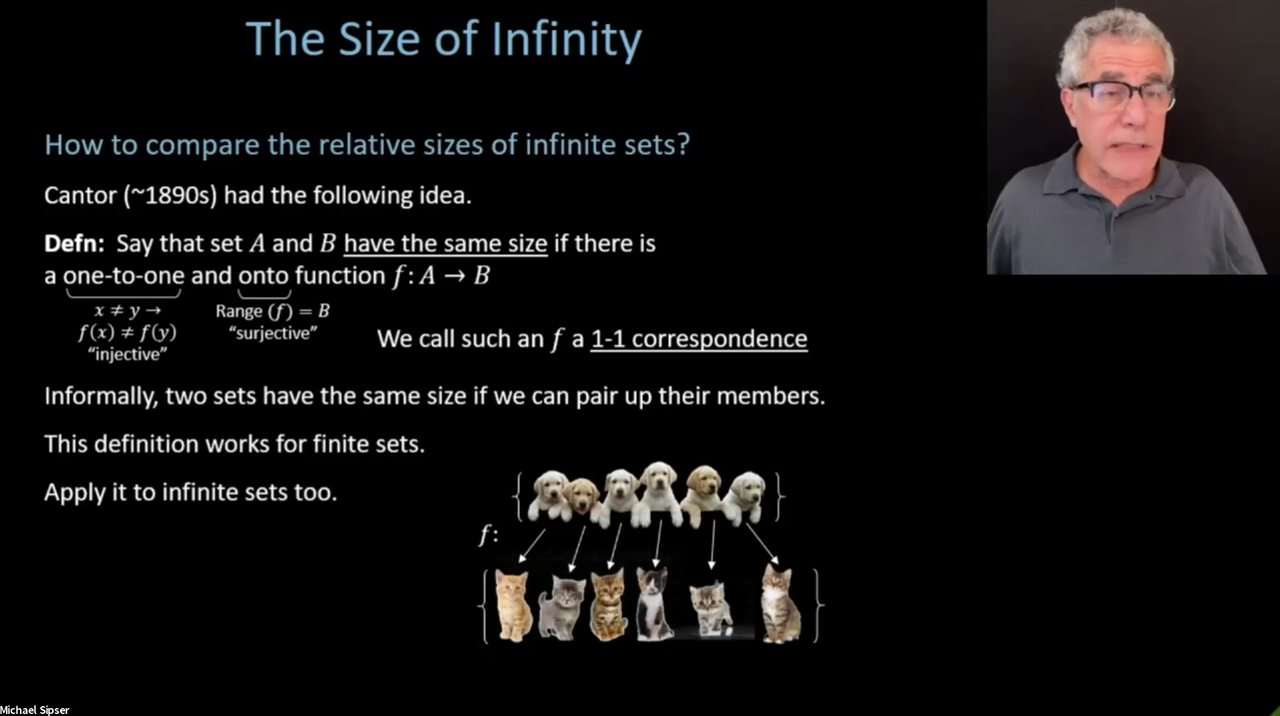 The Size of Infinity
How to compare the relative sizes of infinite sets?
Cantor (~1890s) had the following idea.
Defn: Say that set A and B have the same size if there is
a one-to-one and onto function f: A → B
x ≠ y →
f(x) ≠ f(y)
"injective"
Range (f) = B
"surjective"
We call such an f a 1-1 correspondence
Informally, two sets have the same size if we can pair up their members.
This definition works for finite sets.
Apply it to infinite sets too.
f:
Michael Sipser